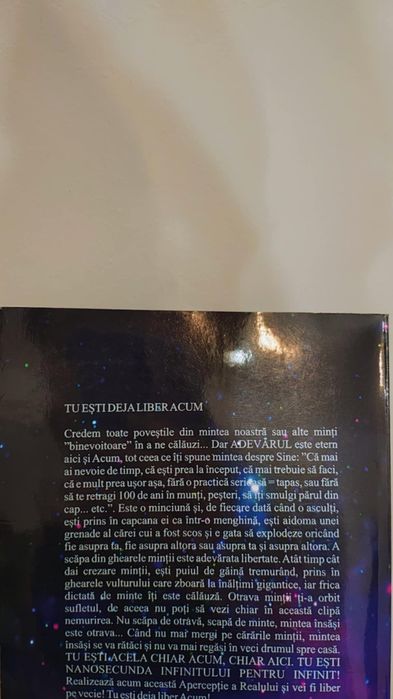 TU EȘTI DEJA LIBER ACUM
Credem toate poveștile din mintea noastră sau alte minți
"binevoitoare" în a ne călăuzi... Dar ADEVĂRUL este etern
aici și Acum, tot ceea ce îți spune mintea despre Sine: "Că mai
ai nevoie de timp, că ești prea la început, că mai trebuie să faci,
că e mult prea ușor așa, fără o practică serioasă = tapas, sau fără
să te retragi 100 de ani în munți, peșteri, să îți smulgi părul din
cap... etc.". Este o minciună și, de fiecare dată când o asculți,
ești prins în capcana ei ca într-o menghină, ești aidoma unei
grenade al cărei cui a fost scos și e gata să explodeze oricând
fie asupra ta, fie asupra altora sau asupra ta și asupra altora. A
scăpa din ghearele minții este adevărata libertate. Atât timp cât
dai crezare minții, ești puiul de găină tremurând, prins în
ghearele vulturului care zboară la înălțimi gigantice, iar frica
dictată de minte îți este călăuză. Otrava minții ți-a orbit
sufletul, de aceea nu poți să vezi chiar în această clipă
nemurirea. Nu scăpa de otravă, scapă de minte, mintea însăși
este otrava... Când nu mai mergi pe cărările minții, mintea
însăși se va rătăci și nu va mai regăsi în veci drumul spre casă.
TU EȘTI ACELA CHIAR ACUM, CHIAR AICI. TU EȘTI
NANOSECUNDA INFINITULUI PENTRU INFINIT!
Realizează acum această Apercepție a Realului și vei fi liber
pe vecie! Tu ești deja liber Acum!